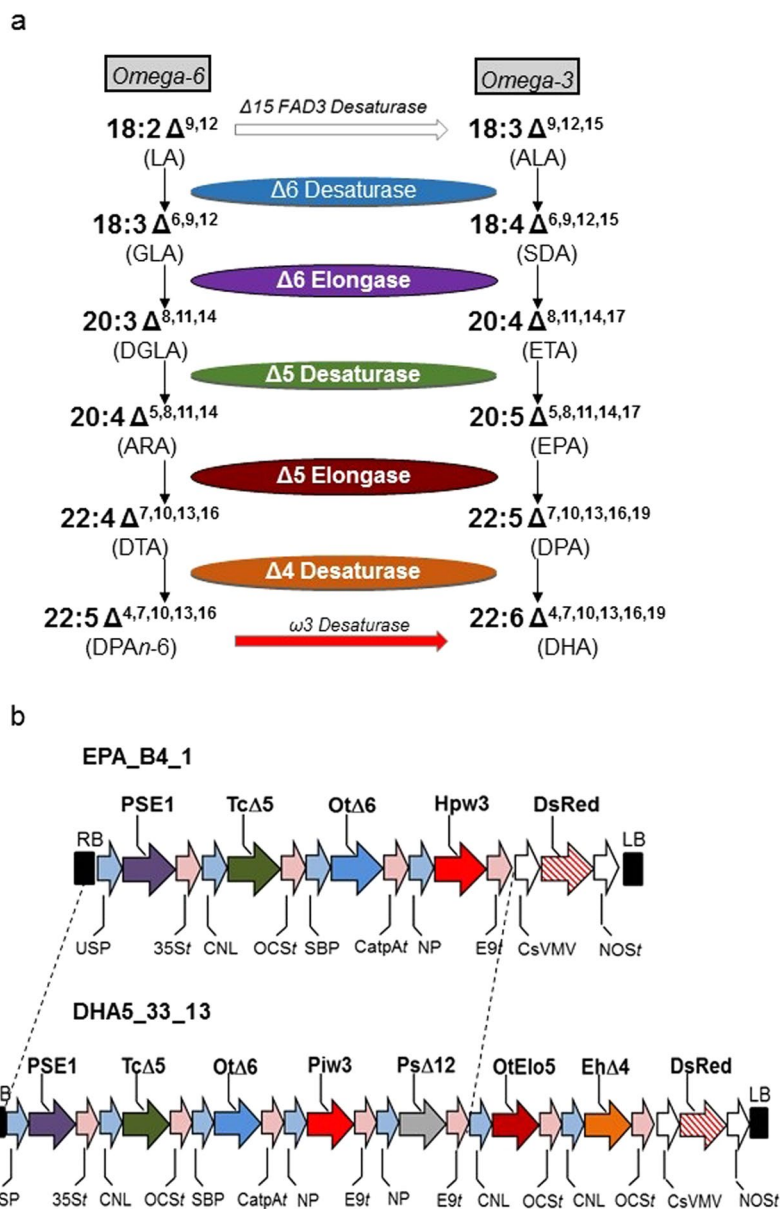 a
Omega-6
Omega-3
Δ15 FAD3 Desaturase
18:2 Δ9,12
18:3 Δ9,12,15
(LA)
(ALA)
Δ6 Desaturase
18:3 Δ6,9,12
18:4 Δ6,9,12,15
(GLA)
(SDA)
Δ6 Elongase
20:3 Δ8,11,14
20:4 Δ8,11,14,17
(DGLA)
(ETA)
Δ5 Desaturase
20:4 Δ5,8,11,14
20:5 Δ5,8,11,14,17
(ARA)
(EPA)
Δ5 Elongase
22:4 Δ7,10,13,16
22:5 Δ7,10,13,16,19
(DTA)
(DPA)
Δ4 Desaturase
22:5 Δ4,7,10,13,16
22:6 Δ4,7,10,13,16,19
ω3 Desaturase
(DPAn-6)
(DHA)
b
EPA_B4_1
PSE1 TcΔ5 OtΔ6 Hpw3 DsRed
RB LB
USP 35St CNL OCSt SBP CatpAt NP E9t CsVMV NOSt
DHA5_33_13
PSE1 TcΔ5 OtΔ6 Piw3 PsΔ12 OtElo5 EhΔ4 DsRed
B LB
SP 35St CNL OCSt SBP CatpAt NP E9t NP E9t CNL OCSt CNL OCSt CsVMV NOSt